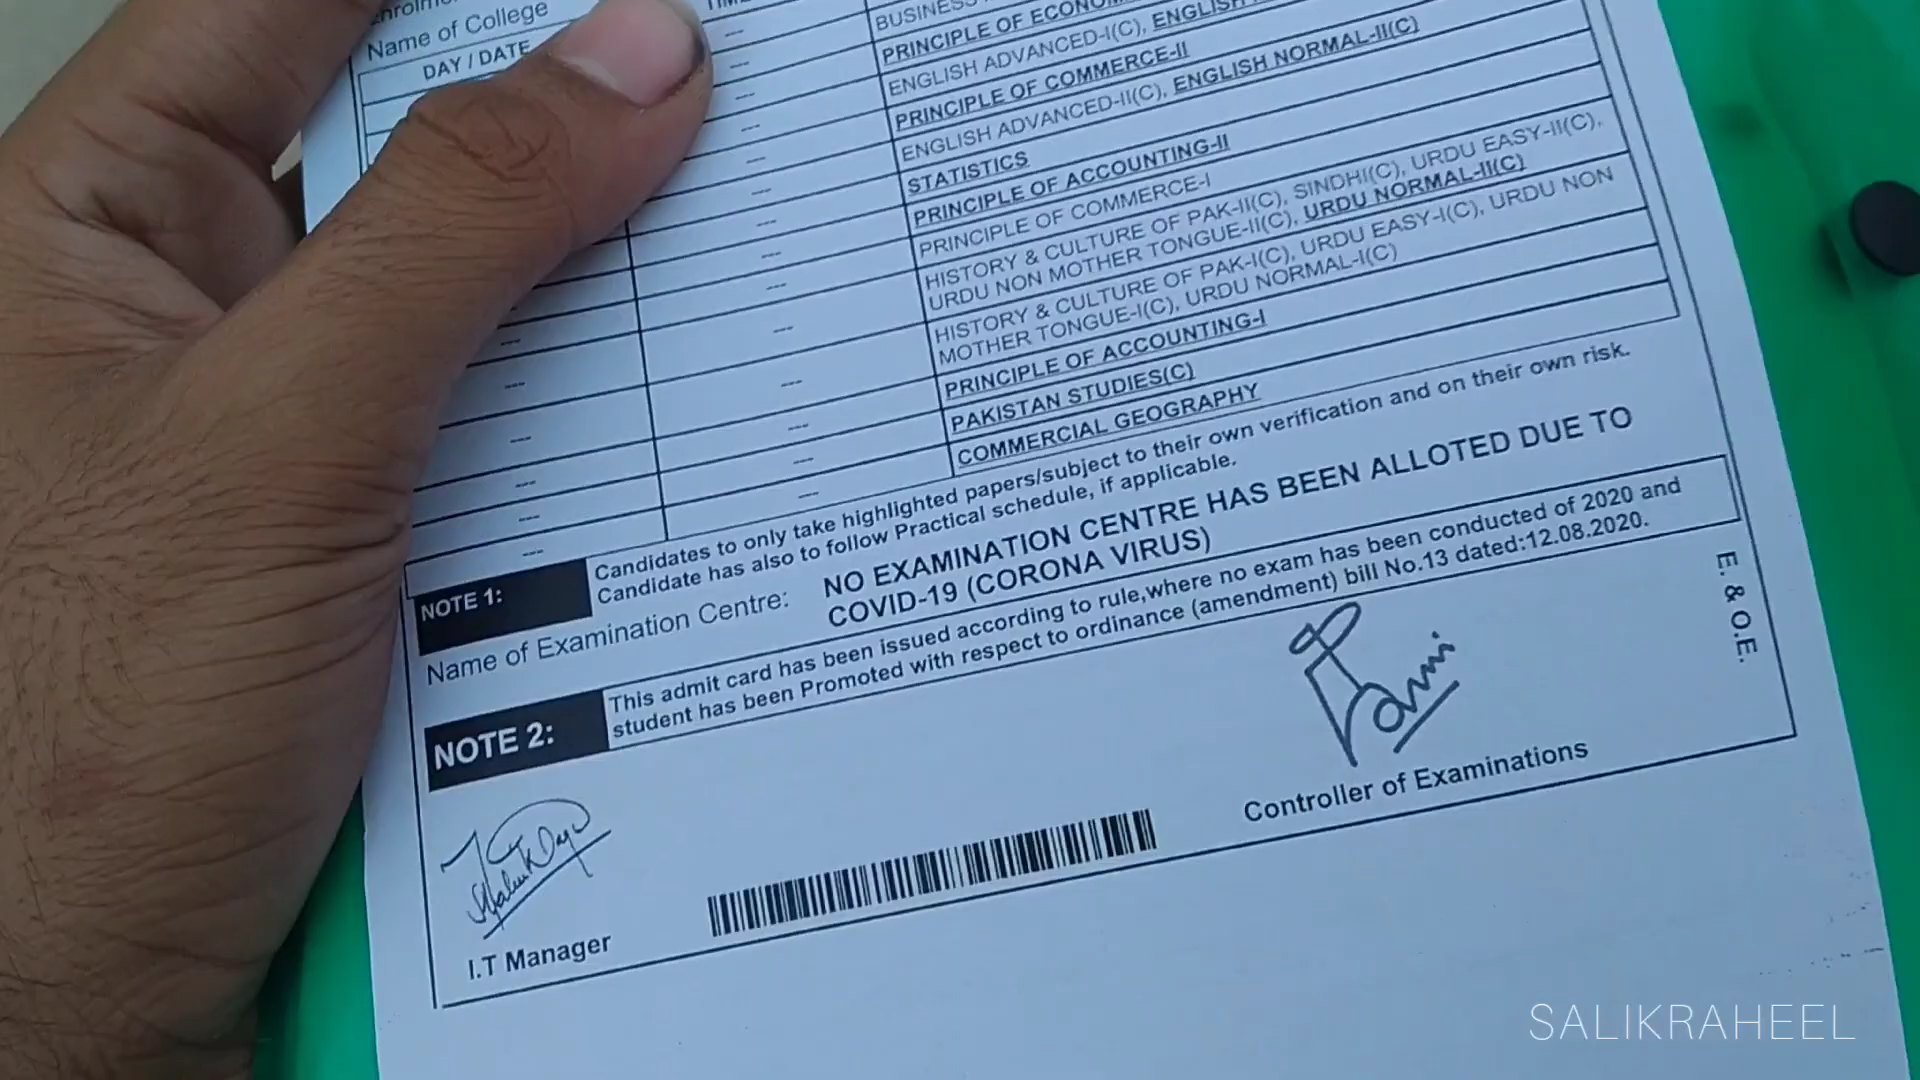 Name of College
DAY / DATE
BUSINESS
PRINCIPLE OF
ENGLISH ADVANCED-I(C), ENGLISH
PRINCIPLE OF COMMERCE-II
ENGLISH ADVANCED-II(C), ENGLISH NORMAL-II(C)
STATISTICS
PRINCIPLE OF ACCOUNTING-II
PRINCIPLE OF COMMERCE-I
HISTORY & CULTURE OF PAK-II(C), SINDHI(C), URDU EASY-II(C),
URDU NON MOTHER TONGUE-II(C), URDU NORMAL-II(C)
HISTORY & CULTURE OF PAK-I(C), URDU EASY-I(C), URDU NON
MOTHER TONGUE-I(C), URDU NORMAL-I(C)
PRINCIPLE OF ACCOUNTING-I
PAKISTAN STUDIES(C)
COMMERCIAL GEOGRAPHY
NOTE 1:
Candidates to only take highlighted papers/subject to their own verification and on their own risk.
Candidate has also to follow Practical schedule, if applicable.
Name of Examination Centre:
NO EXAMINATION CENTRE HAS BEEN ALLOTED DUE TO
COVID-19 (CORONA VIRUS)
NOTE 2:
This admit card has been issued according to rule,where no exam has been conducted of 2020 and
student has been Promoted with respect to ordinance (amendment) bill No.13 dated:12.08.2020.
E. & O.E.
Controller of Examinations
I.T Manager
SALIKRAHEEL